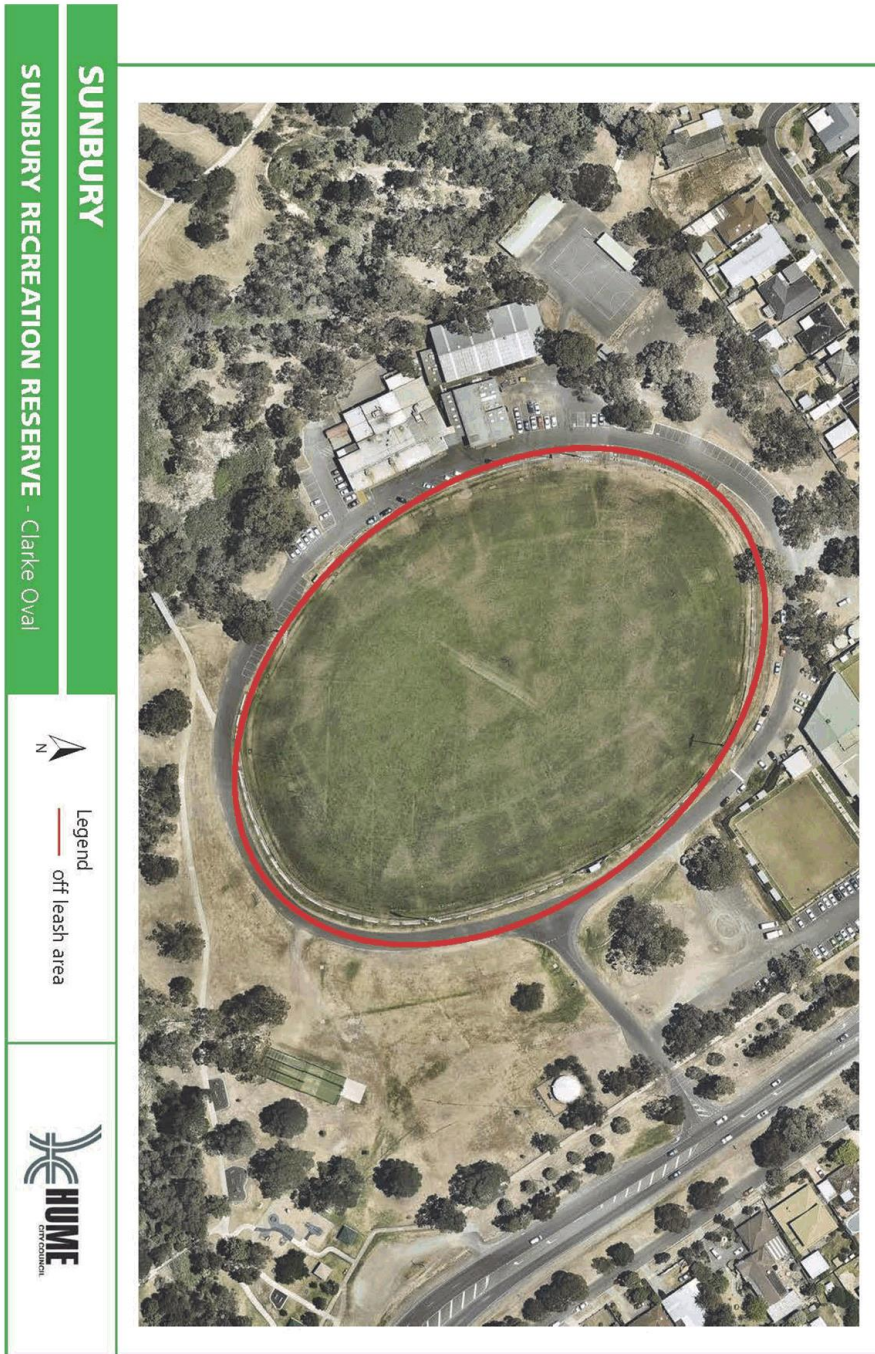 SUNBURY
SUNBURY RECREATION RESERVE - Clarke Oval
N
Legend
off leash area
HUME
CITY COUNCIL